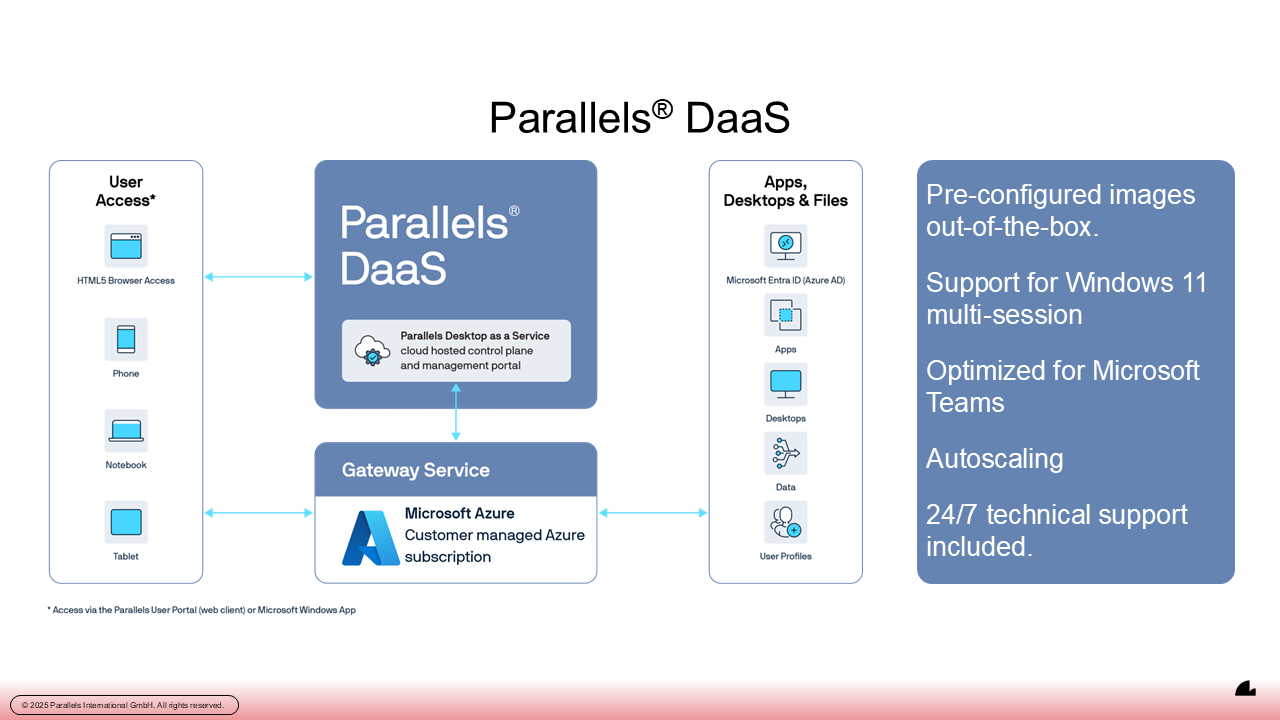 Parallels® DaaS
User
Access*
HTML5 Browser Access
Phone
Notebook
Tablet
Parallels®
DaaS
Parallels Desktop as a Service
cloud hosted control plane
and management portal
Gateway Service
Microsoft Azure
Customer managed Azure
subscription
Apps,
Desktops & Files
Microsoft Entra ID (Azure AD)
Apps
Desktops
Data
User Profiles
Pre-configured images
out-of-the-box.
Support for Windows 11
multi-session
Optimized for Microsoft
Teams
Autoscaling
24/7 technical support
included.
* Access via the Parallels User Portal (web client) or Microsoft Windows App
© 2025 Parallels International GmbH. All rights reserved.